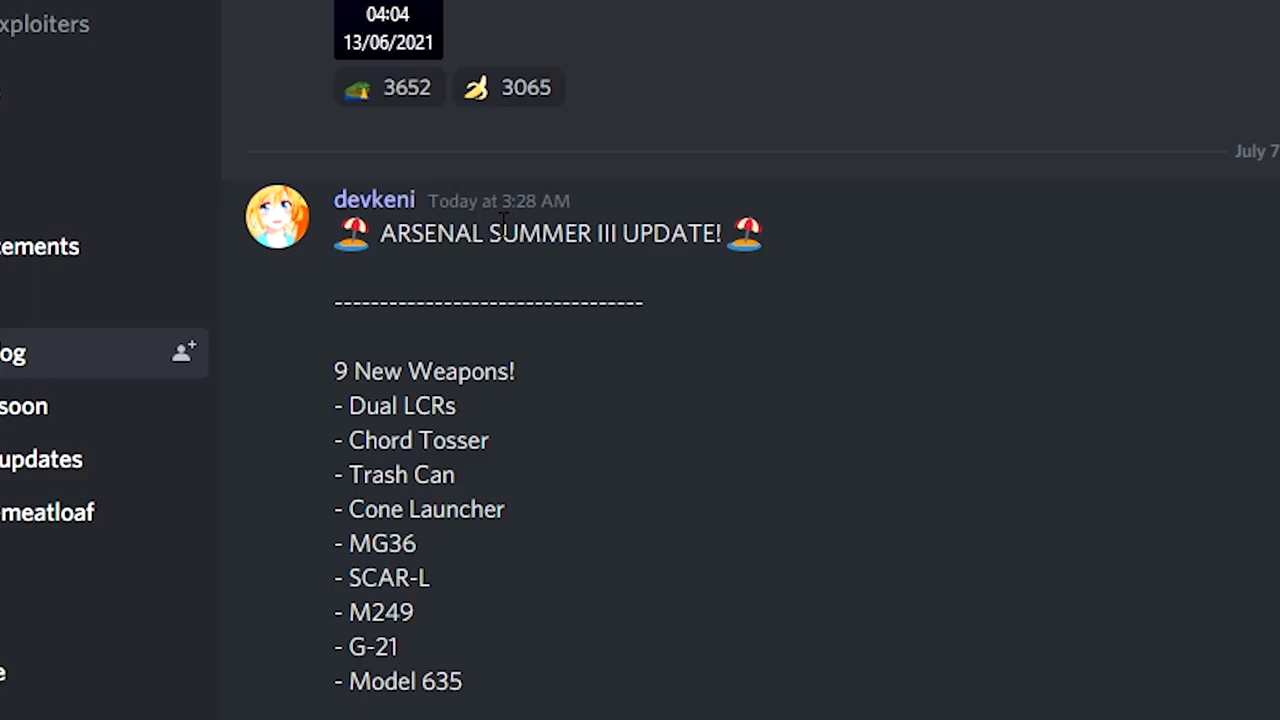 xploiters
04:04
13/06/2021
3652 3065
July 7
devkeni Today at 3:28 AM
ARSENAL SUMMER III UPDATE!
----------------------------------
9 New Weapons!
- Dual LCRs
- Chord Tosser
- Trash Can
- Cone Launcher
- MG36
- SCAR-L
- M249
- G-21
- Model 635
cements
og
soon
updates
meatloaf
e